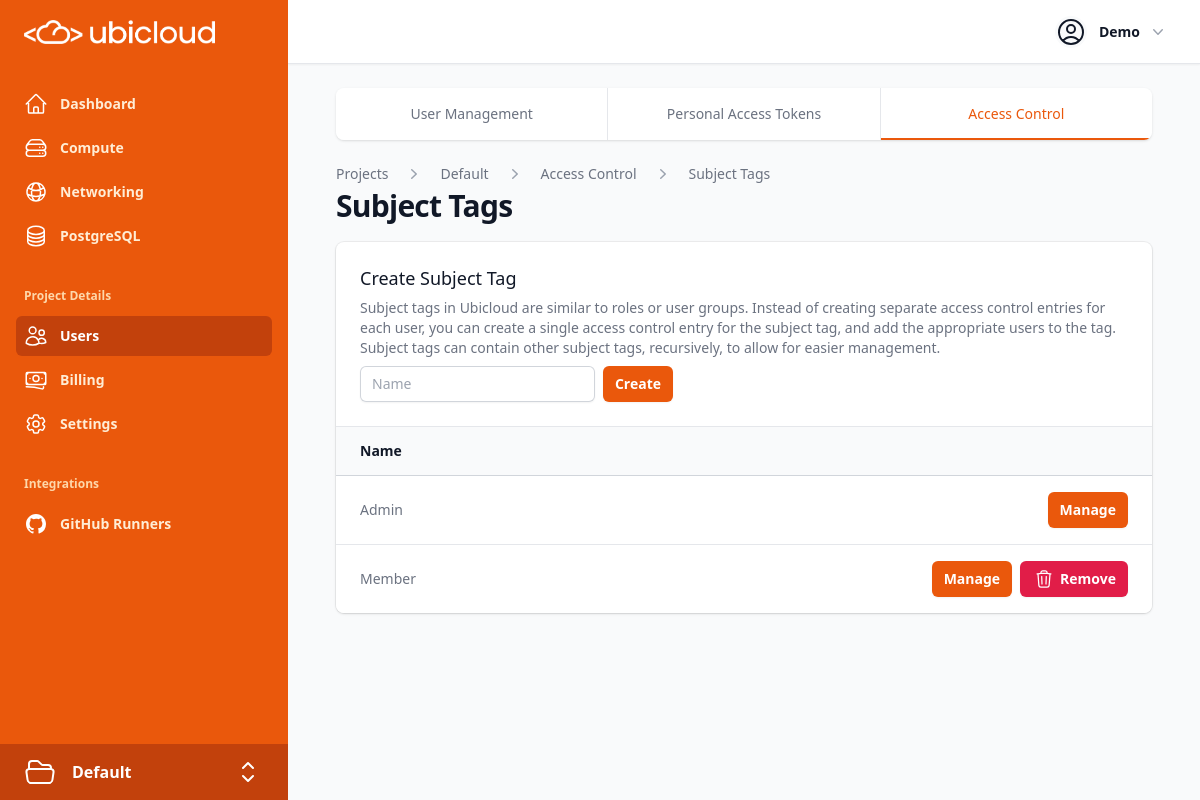 ubicloud
Demo
Dashboard
Compute
Networking
PostgreSQL
Project Details
Users
Billing
Settings
Integrations
GitHub Runners
Default
User Management
Personal Access Tokens
Access Control
Projects > Default > Access Control > Subject Tags
Subject Tags
Create Subject Tag
Subject tags in Ubicloud are similar to roles or user groups. Instead of creating separate access control entries for
each user, you can create a single access control entry for the subject tag, and add the appropriate users to the tag.
Subject tags can contain other subject tags, recursively, to allow for easier management.
Name
Create
Name
Admin
Manage
Member
Manage
Remove